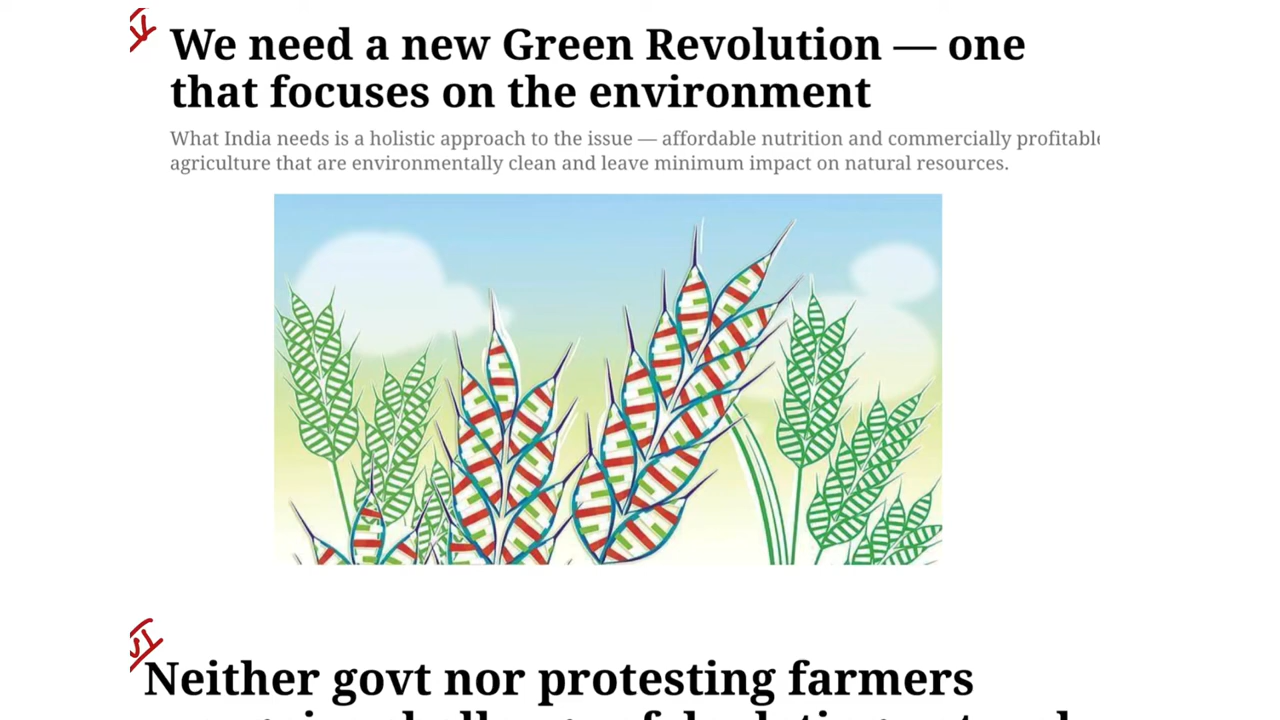 We need a new Green Revolution — one
that focuses on the environment
What India needs is a holistic approach to the issue — affordable nutrition and commercially profitable
agriculture that are environmentally clean and leave minimum impact on natural resources.
Neither govt nor protesting farmers